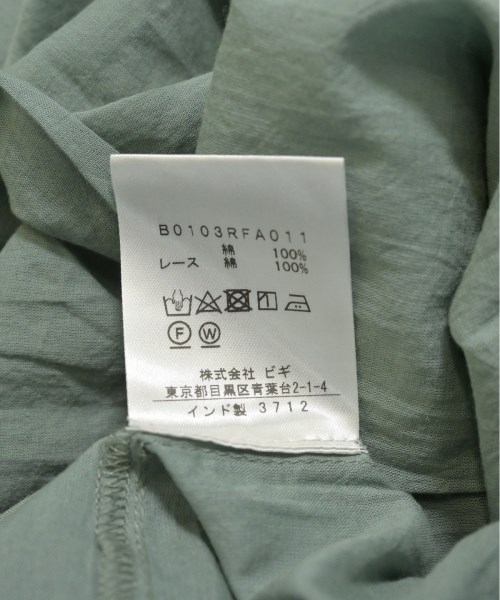 B0103RFA011
綿 100%
レース 綿 100%
F W
株式会社 ビギ
東京都目黒区青葉台2-1-4
インド製 3712